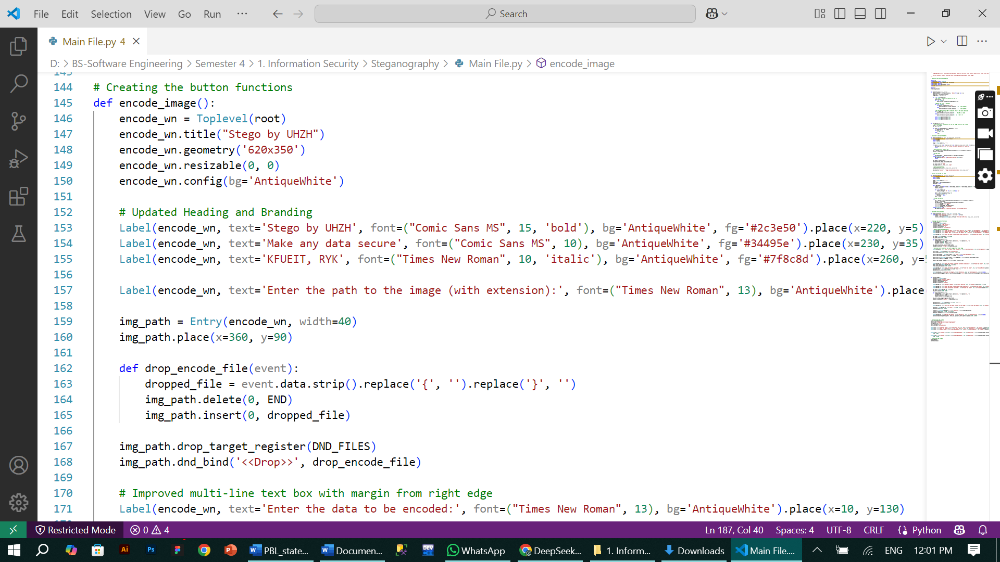 File Edit Selection View Go Run ··· Search
Main File.py 4
D: > BS-Software Engineering > Semester 4 > 1. Information Security > Steganography > Main File.py > encode_image
144 # Creating the button functions
145 def encode_image():
146 encode_wn = Toplevel(root)
147 encode_wn.title("Stego by UHZH")
148 encode_wn.geometry('620x350')
149 encode_wn.resizable(0, 0)
150 encode_wn.config(bg='AntiqueWhite')
151
152 # Updated Heading and Branding
153 Label(encode_wn, text='Stego by UHZH', font=("Comic Sans MS", 15, 'bold'), bg='AntiqueWhite', fg='#2c3e50').place(x=220, y=5)
154 Label(encode_wn, text='Make any data secure', font=("Comic Sans MS", 10), bg='AntiqueWhite', fg='#34495e').place(x=230, y=35)
155 Label(encode_wn, text='KFUEIT, RYK', font=("Times New Roman", 10, 'italic'), bg='AntiqueWhite', fg='#7f8c8d').place(x=260, y=
156
157 Label(encode_wn, text='Enter the path to the image (with extension):', font=("Times New Roman", 13), bg='AntiqueWhite').place
158
159 img_path = Entry(encode_wn, width=40)
160 img_path.place(x=360, y=90)
161
162 def drop_encode_file(event):
163 dropped_file = event.data.strip().replace('{', '').replace('}', '')
164 img_path.delete(0, END)
165 img_path.insert(0, dropped_file)
166
167 img_path.drop_target_register(DND_FILES)
168 img_path.dnd_bind('<<Drop>>', drop_encode_file)
169
170 # Improved multi-line text box with margin from right edge
171 Label(encode_wn, text='Enter the data to be encoded:', font=("Times New Roman", 13), bg='AntiqueWhite').place(x=10, y=130)
Restricted Mode 0 4 Ln 187, Col 40 Spaces: 4 UTF-8 CRLF Python
PBL_state... Documen... WhatsApp DeepSeek... 1. Inform... Downloads Main File.... ENG 12:01 PM